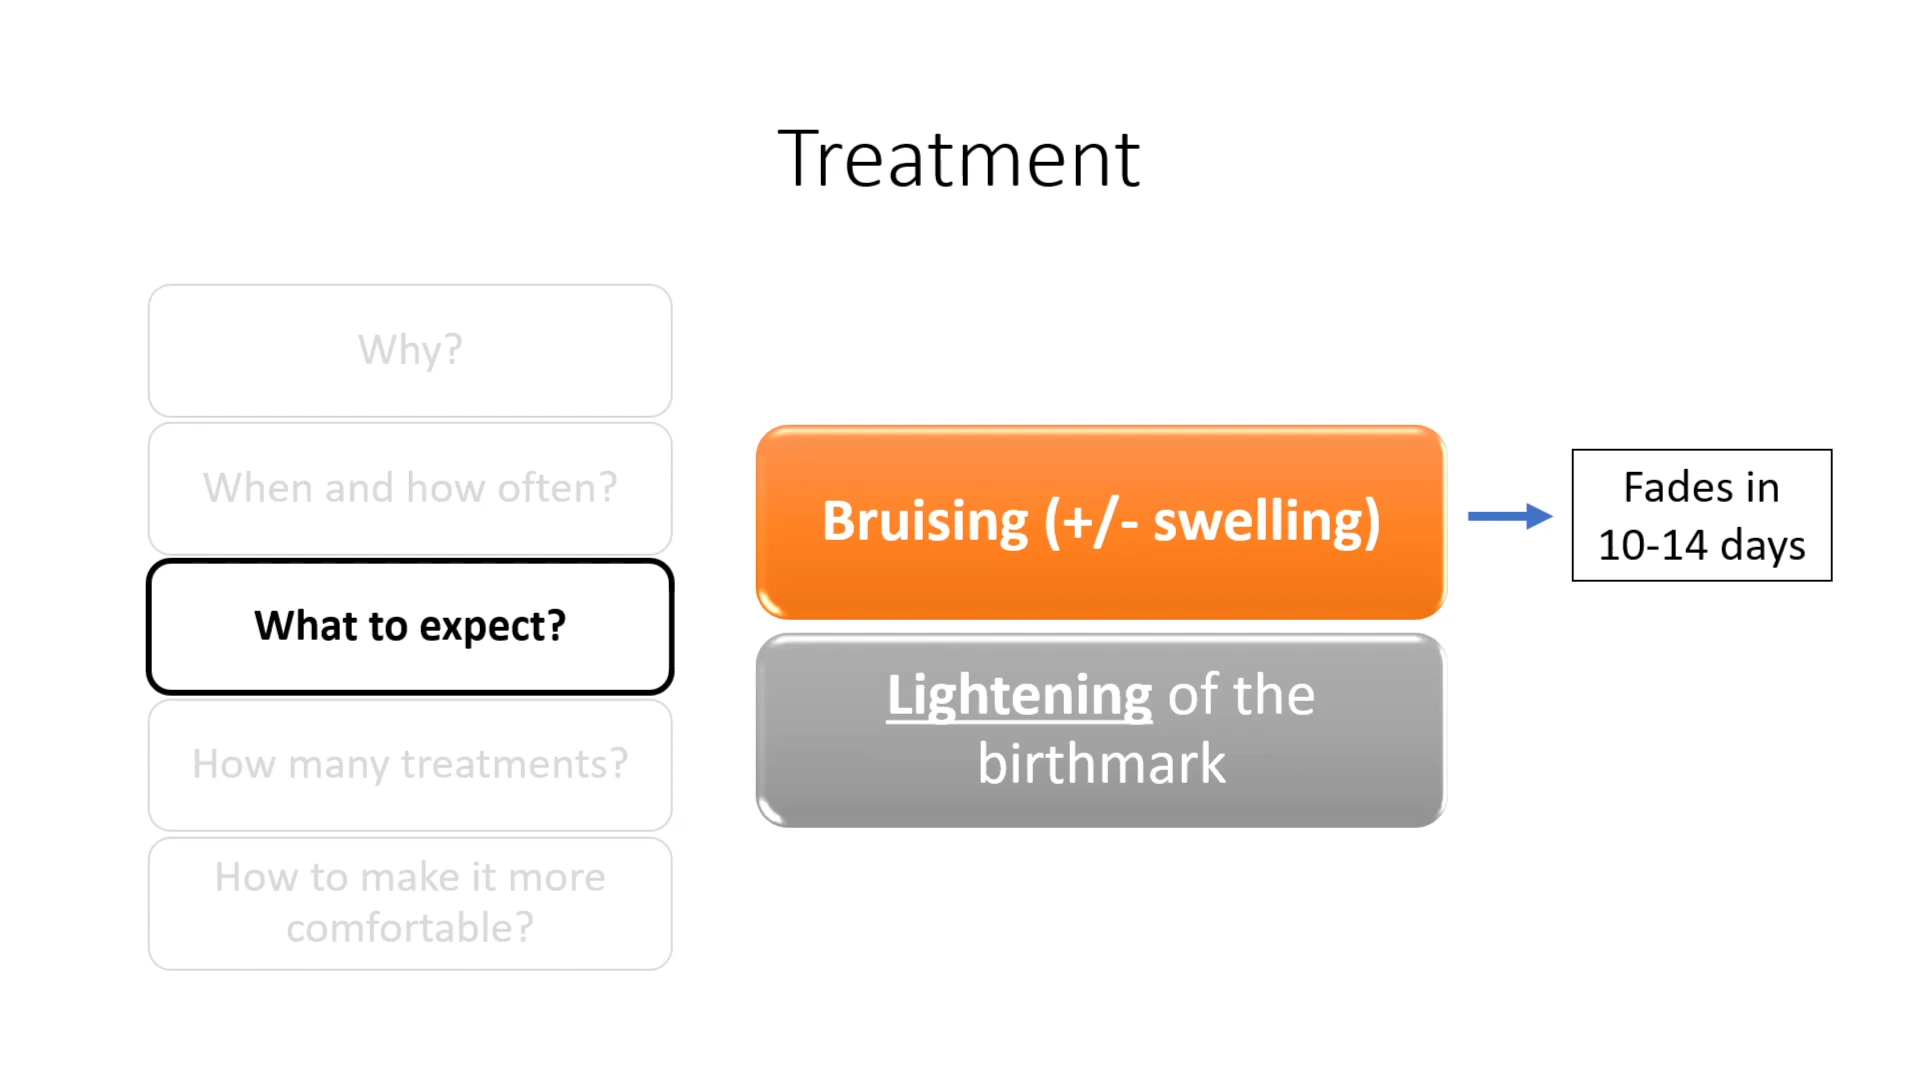 Treatment
Why?
When and how often?
What to expect?
How many treatments?
How to make it more
comfortable?
Bruising (+/- swelling)
Fades in
10-14 days
Lightening of the
birthmark